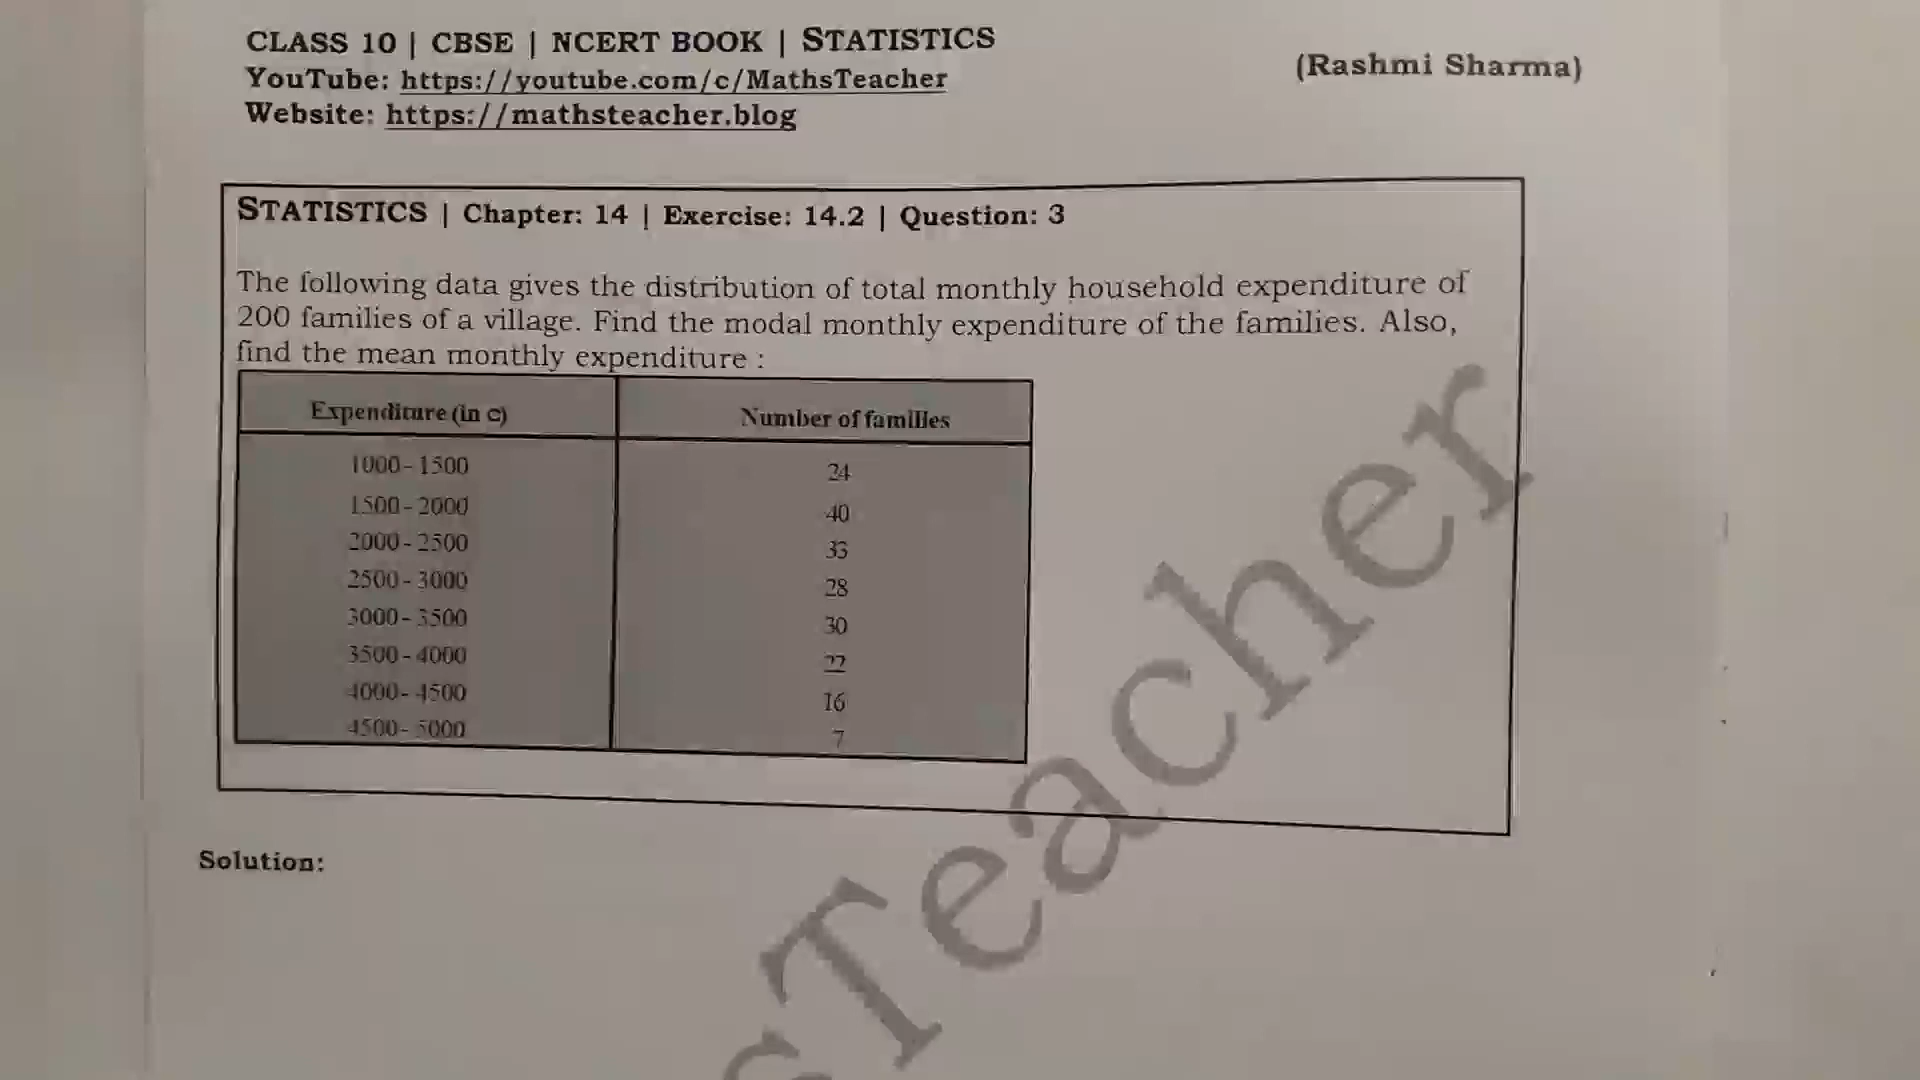 CLASS 10 | CBSE | NCERT BOOK | STATISTICS
(Rashmi Sharma)
YouTube: https://youtube.com/c/MathsTeacher
Website: https://mathsteacher.blog
STATISTICS | Chapter: 14 | Exercise: 14.2 | Question: 3
The following data gives the distribution of total monthly household expenditure of
200 families of a village. Find the modal monthly expenditure of the families. Also,
find the mean monthly expenditure :
Expenditure (in c) Number of families
1000 - 1500 24
1500 - 2000 40
2000 - 2500 33
2500 - 3000 28
3000 - 3500 30
3500 - 4000 22
4000 - 4500 16
4500 - 5000 7
Solution:
sTeacher